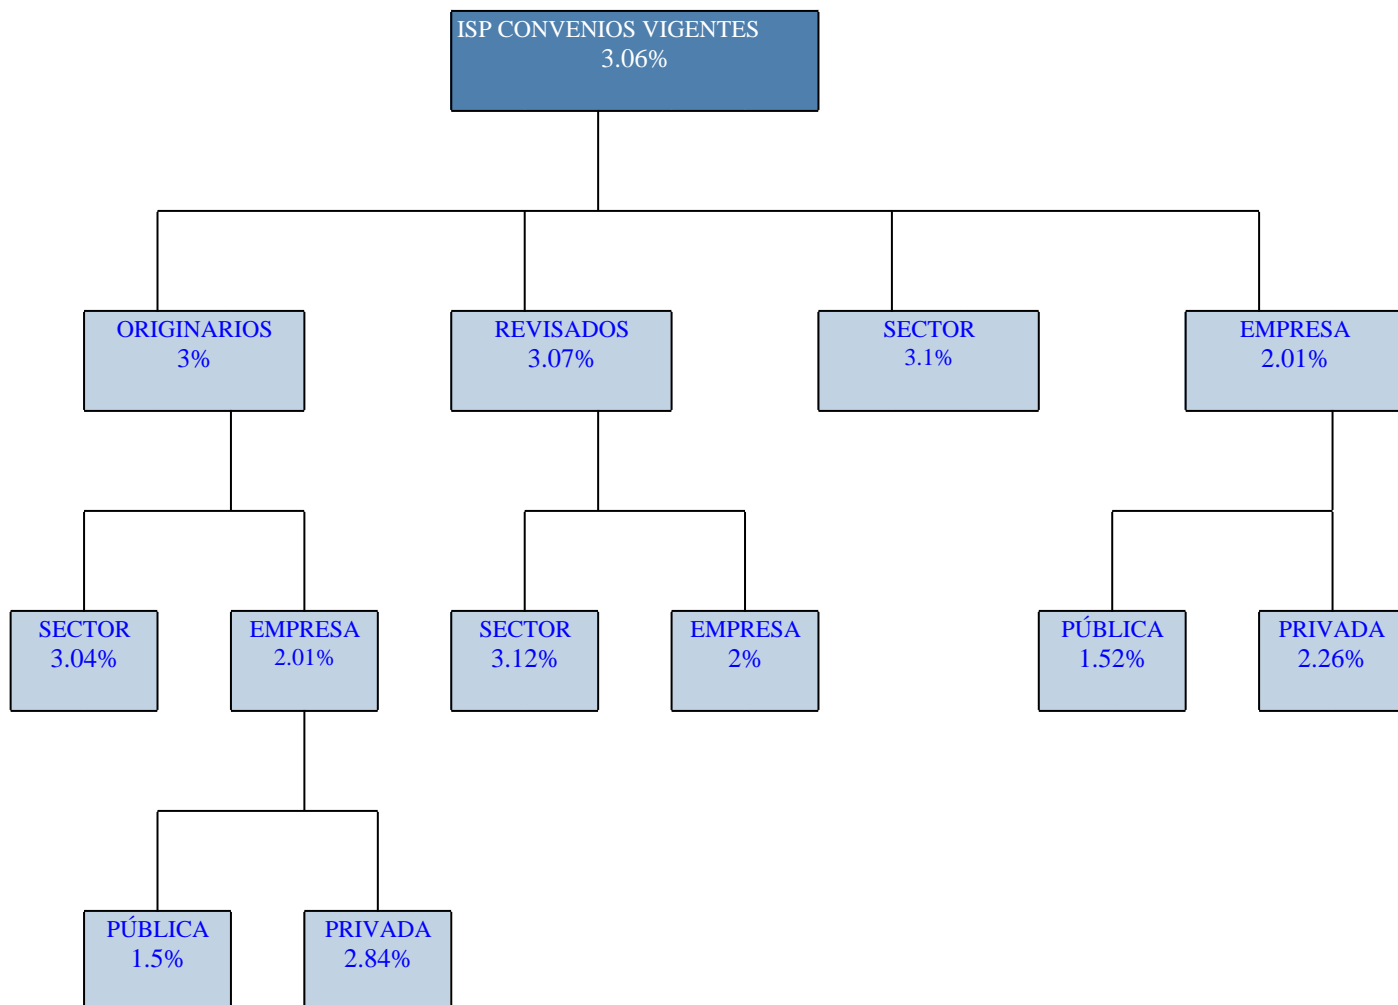 ISP CONVENIOS VIGENTES
3.06%
ORIGINARIOS
3%
REVISADOS
3.07%
SECTOR
3.1%
EMPRESA
2.01%
SECTOR
3.04%
EMPRESA
2.01%
SECTOR
3.12%
EMPRESA
2%
PÚBLICA
1.52%
PRIVADA
2.26%
PÚBLICA
1.5%
PRIVADA
2.84%